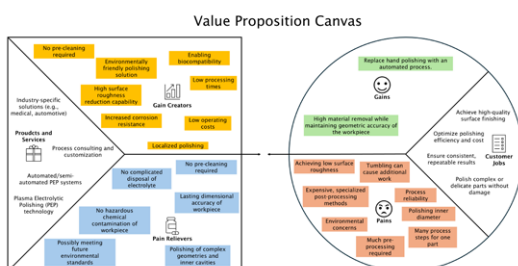 Value Proposition Canvas
No pre-cleaning
required
Environmentally
friendly polishing
solution
Enabling
biocompatibility
High surface
roughness
reduction capability
Low processing
times
Gain Creators
Increased corrosion
resistance
Low operating
costs
Localized polishing
Industry-specific
solutions (e.g.,
medical, automotive)
Products and
Services
Process consulting and
customization
Automated/semi-
automated PEP systems
Plasma Electrolytic
Polishing (PEP)
technology
No complicated
disposal of
electrolyte
No pre-cleaning
required
Lasting dimensional
accuracy of
workpiece
No hazardous
chemical
contamination of
workpiece
Pain Relievers
Possibly meeting
future
environmental
standards
Polishing of complex
geometries and
inner cavities
Replace hand polishing with an
automated process.
Gains
High material removal while
maintaining geometric accuracy of
the workpiece
Achieve high-quality
surface finishing
Optimize polishing
efficiency and cost
Customer
Jobs
Ensure consistent,
repeatable results
Polish complex or
delicate parts without
damage
Achieving low surface
roughness
Tumbling can
cause additional
work
Expensive, specialized
post-processing
methods
Process
reliability
Pains
Polishing inner
diameter
Environmental
concerns
Many process
steps for one
part
Much pre-
processing
required